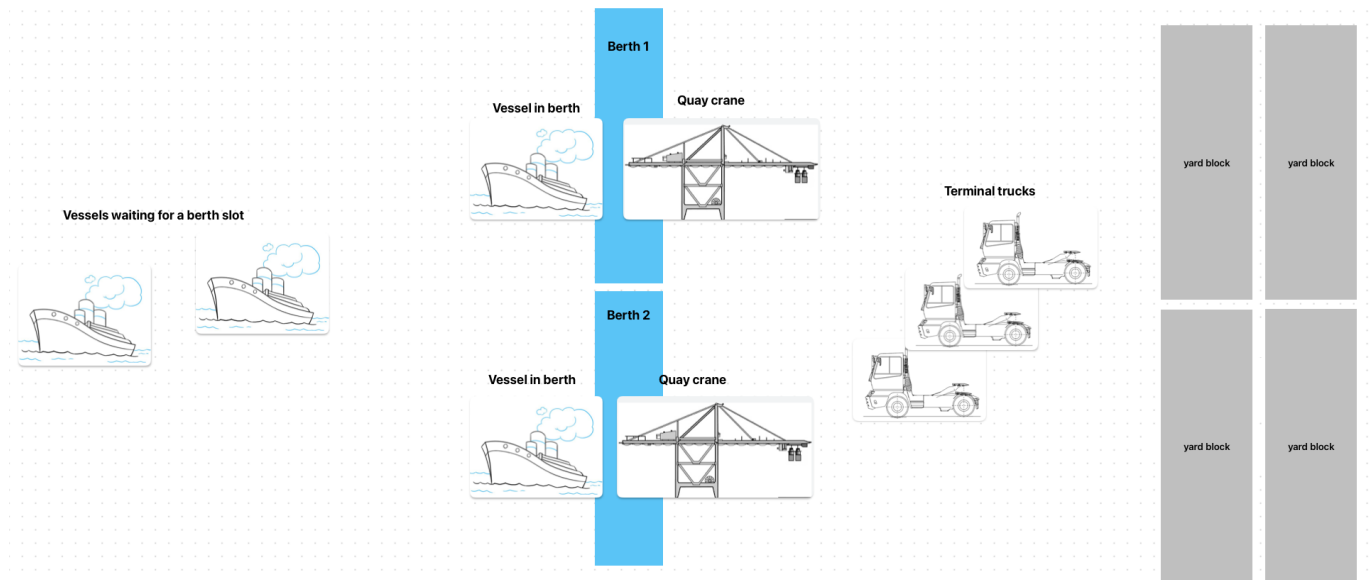 Berth 1
Quay crane
Vessel in berth
yard block
yard block
Terminal trucks
Vessels waiting for a berth slot
Berth 2
Vessel in berth
Quay crane
yard block
yard block